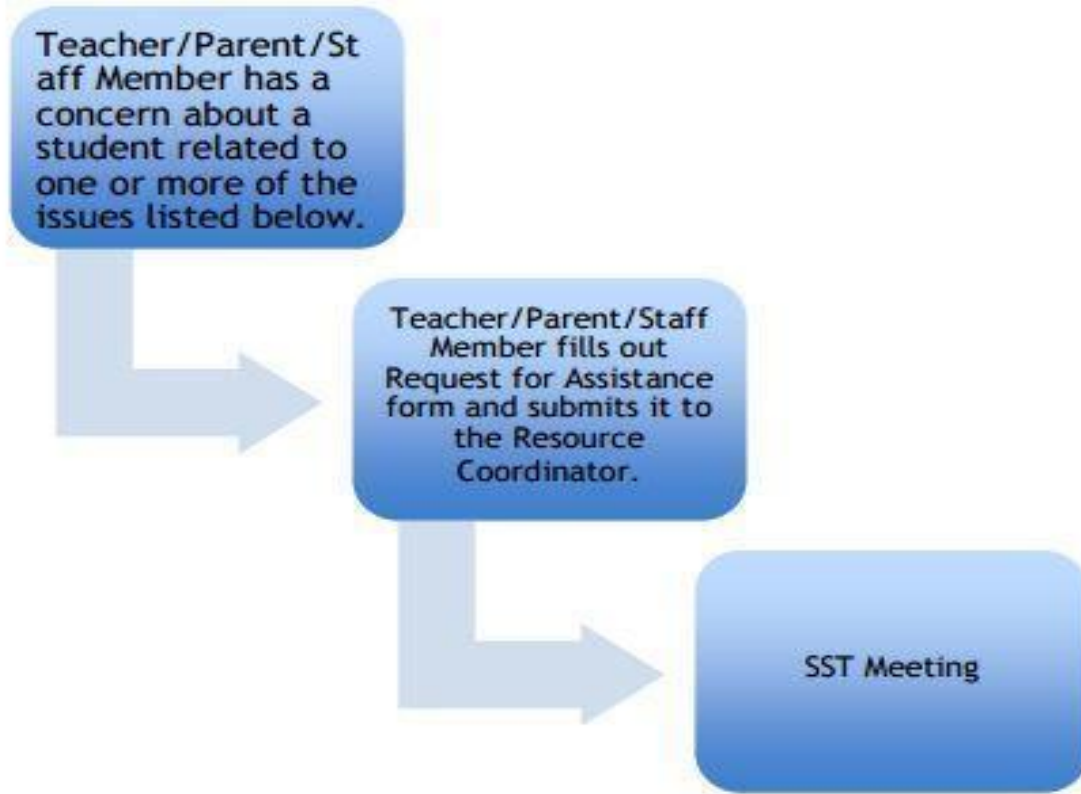 Teacher/Parent/St
aff Member has a
concern about a
student related to
one or more of the
issues listed below.
Teacher/Parent/Staff
Member fills out
Request for Assistance
form and submits it to
the Resource
Coordinator.
SST Meeting